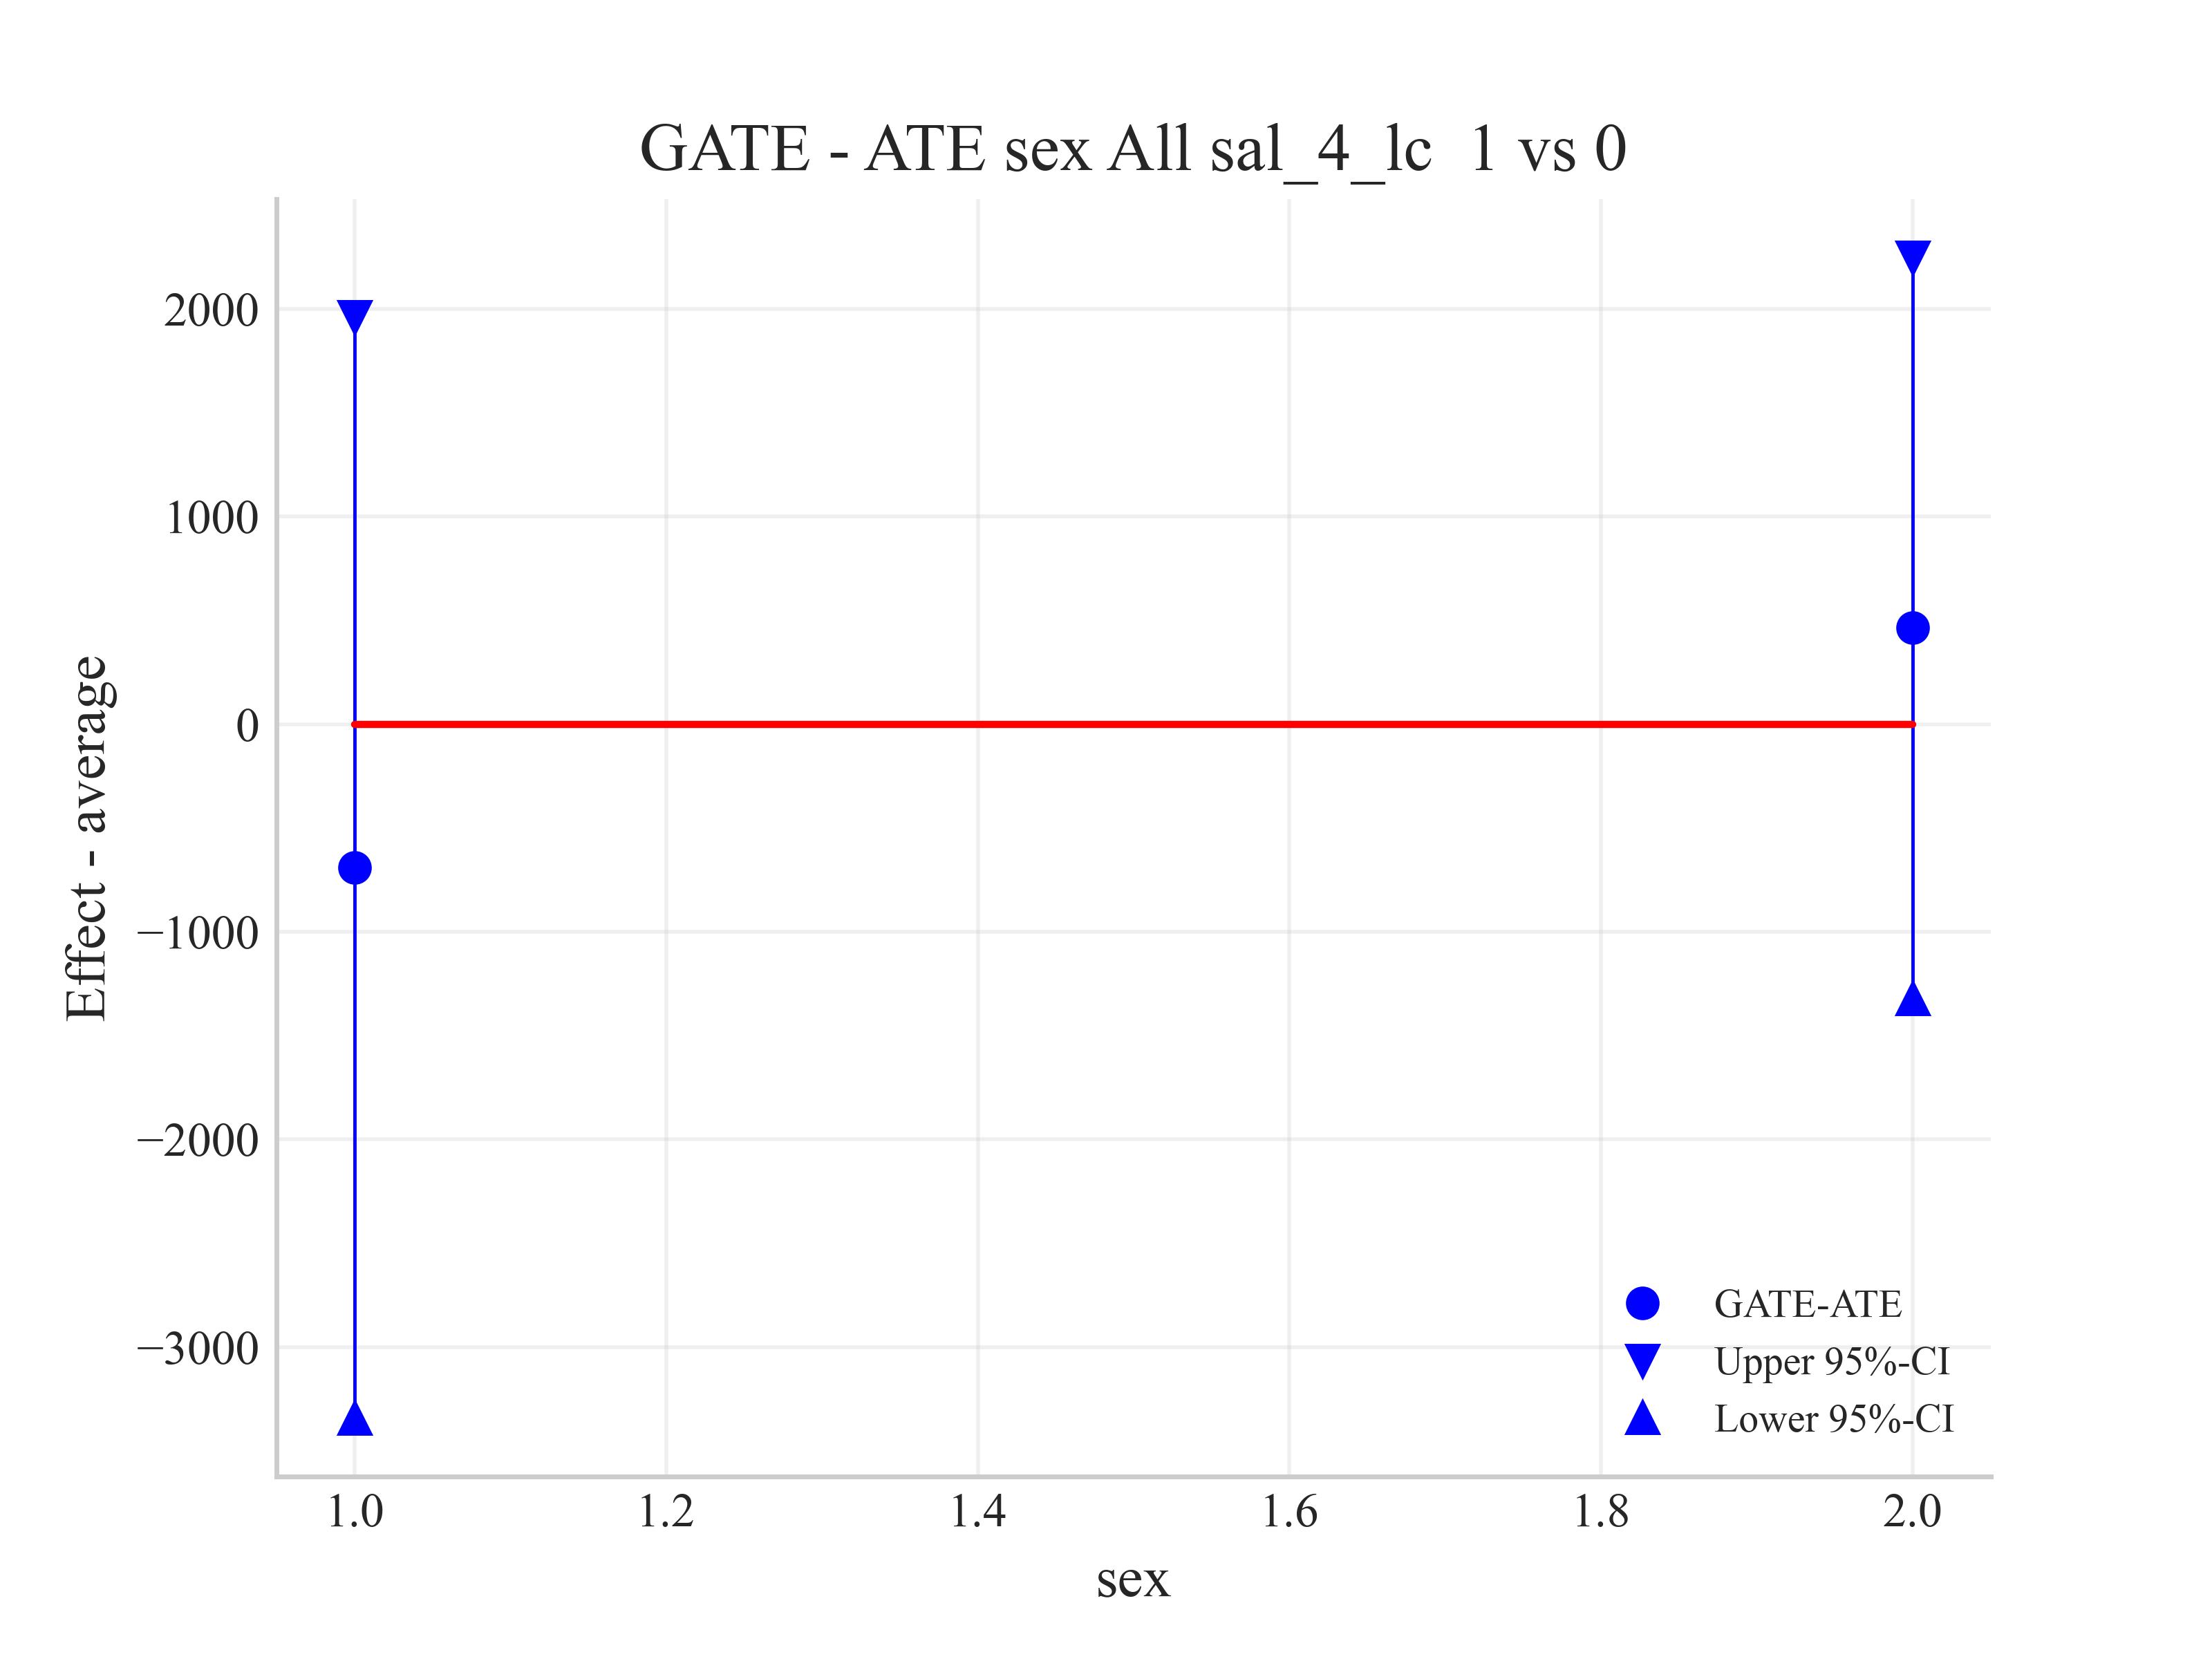 GATE - ATE sex All sal_4_lc  1 vs 0
Effect - average
2000
1000
0
−1000
−2000
−3000
GATE-ATE
Upper 95%-CI
Lower 95%-CI
1.0 1.2 1.4 1.6 1.8 2.0
sex